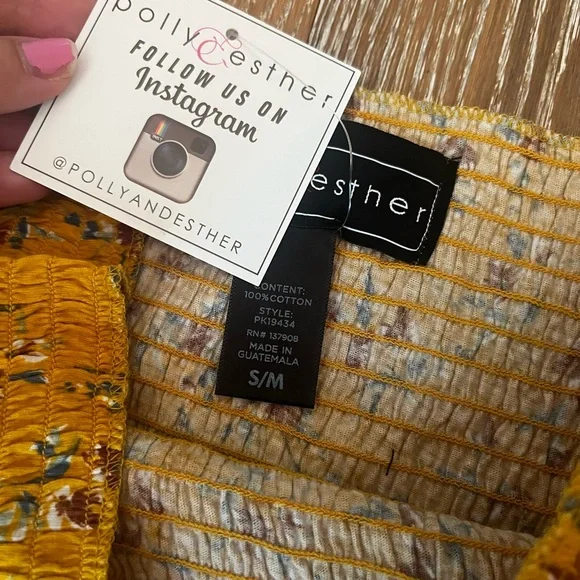 polly & esther
FOLLOW US ON
Instagram
@POLLYANDESTHER
esther
CONTENT:
100% COTTON
STYLE:
PK19434
RN# 137908
MADE IN
GUATEMALA
S/M